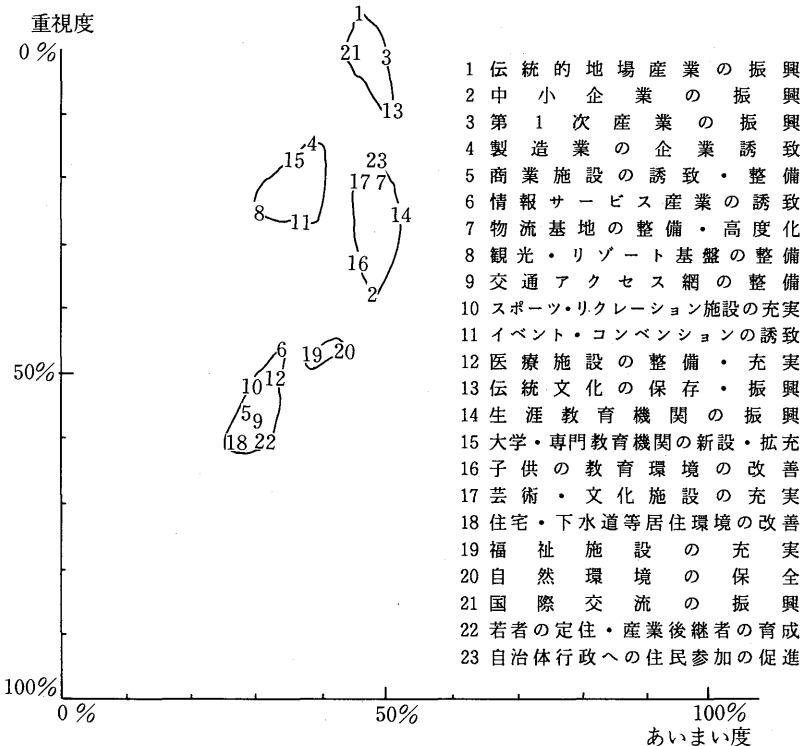 重視度
0%
50%
100%
0%
50%
100%
あいまい度
1
21
3
13
4
15
8
11
23
17
7
14
16
2
6
19
20
10
12
5
9
18
22
1 伝統的地場産業の振興
2 中小企業の振興
3 第1次産業の振興
4 製造業の企業誘致
5 商業施設の誘致・整備
6 情報サービス産業の誘致
7 物流基地の整備・高度化
8 観光・リゾート基盤の整備
9 交通アクセス網の整備
10 スポーツ・リクレーション施設の充実
11 イベント・コンベンションの誘致
12 医療施設の整備・充実
13 伝統文化の保存・振興
14 生涯教育機関の振興
15 大学・専門教育機関の新設・拡充
16 子供の教育環境の改善
17 芸術・文化施設の充実
18 住宅・下水道等居住環境の改善
19 福祉施設の充実
20 自然環境の保全
21 国際交流の振興
22 若者の定住・産業後継者の育成
23 自治体行政への住民参加の促進